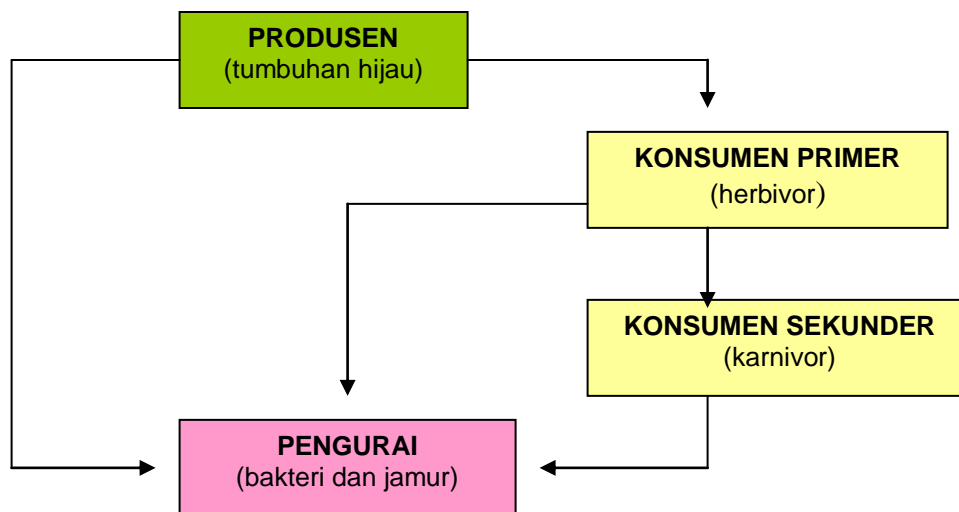 PRODUSEN
(tumbuhan hijau)
KONSUMEN PRIMER
(herbivor)
KONSUMEN SEKUNDER
(karnivor)
PENGURAI
(bakteri dan jamur)